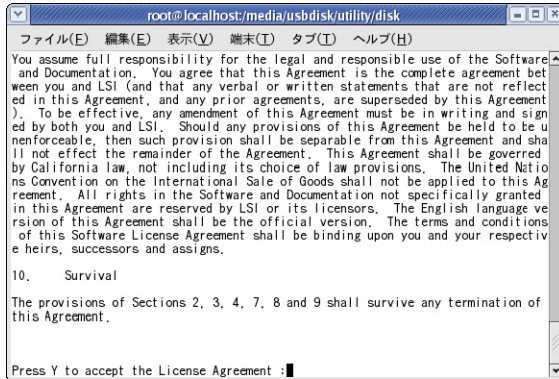 root@localhost:/media/usbdisk/utility/disk
ファイル(F) 編集(E) 表示(V) 端末(T) タブ(T) ヘルプ(H)
You assume full responsibility for the legal and responsible use of the Software
 and Documentation.  You agree that this Agreement is the complete agreement bet
ween you and LSI (and that any verbal or written statements that are not reflect
ed in this Agreement, and any prior agreements, are superseded by this Agreement
).  To be effective, any amendment of this Agreement must be in writing and sign
ed by both you and LSI.  Should any provisions of this Agreement be held to be u
nenforceable, then such provision shall be separable from this Agreement and sha
ll not effect the remainder of the Agreement.  This Agreement shall be governed
by California law, not including its choice of law provisions.  The United Natio
ns Convention on the International Sale of Goods shall not be applied to this Ag
reement.  All rights in the Software and Documentation not specifically granted
in this Agreement are reserved by LSI or its licensors.  The English language ve
rsion of this Agreement shall be the official version.  The terms and conditions
 of this Software License Agreement shall be binding upon you and your respectiv
e heirs, successors and assigns.
10.    Survival
The provisions of Sections 2, 3, 4, 7, 8 and 9 shall survive any termination of
this Agreement.
Press Y to accept the License Agreement :